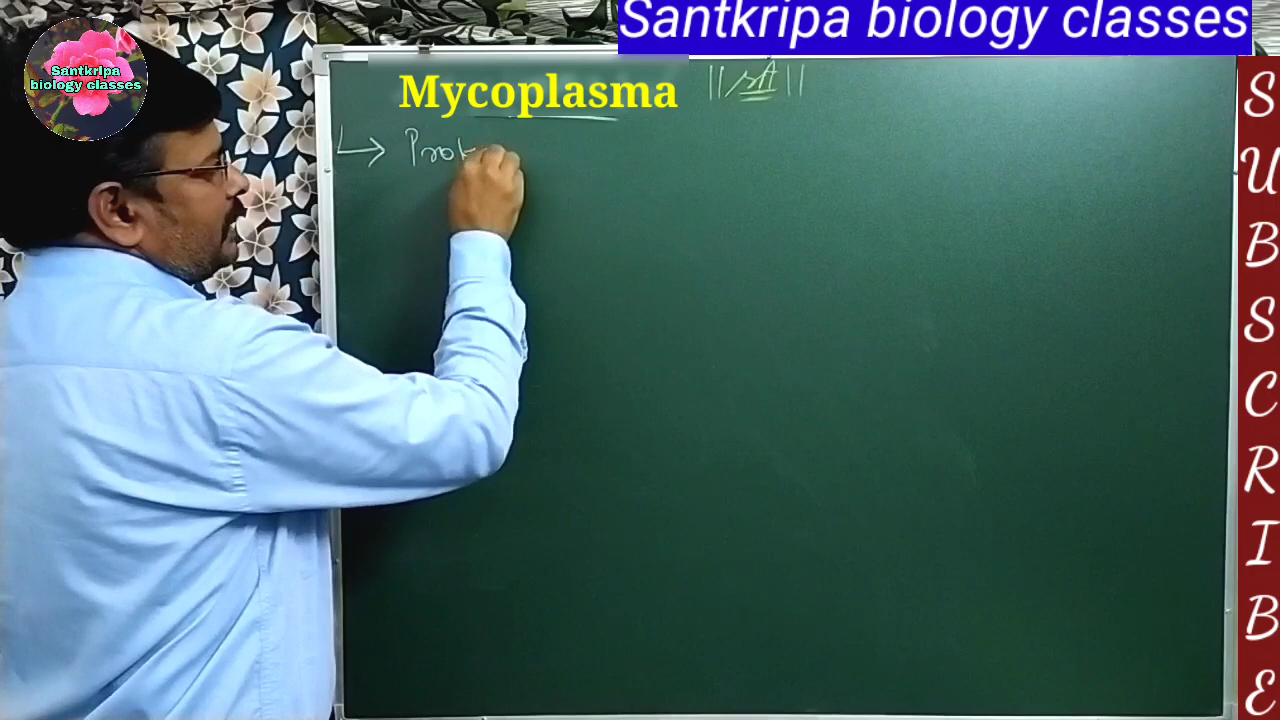 Santkripa biology classes
Santkripa
biology classes
Mycoplasma
Prok
SUBSCRIBE